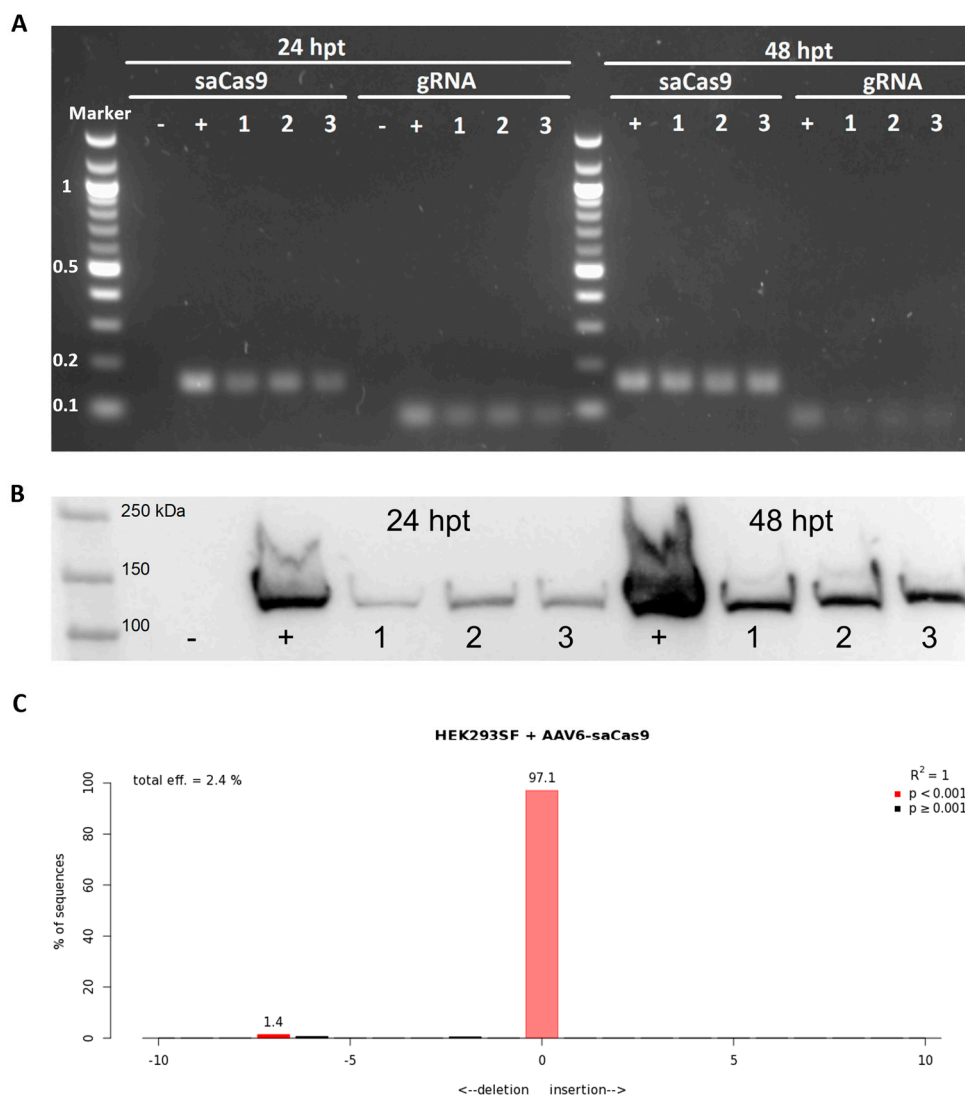 A
24 hpt 48 hpt
saCas9 gRNA saCas9 gRNA
Marker - + 1 2 3 - + 1 2 3 + 1 2 3 + 1 2 3
1
0.5
0.2
0.1
B
250 kDa 24 hpt 48 hpt
150
100
- + 1 2 3 + 1 2 3
C
HEK293SF + AAV6-saCas9
total eff. = 2.4 %
R² = 1
p < 0.001
p ≥ 0.001
97.1
1.4
% of sequences
100
80
60
40
20
0
-10 -5 0 5 10
<--deletion insertion-->